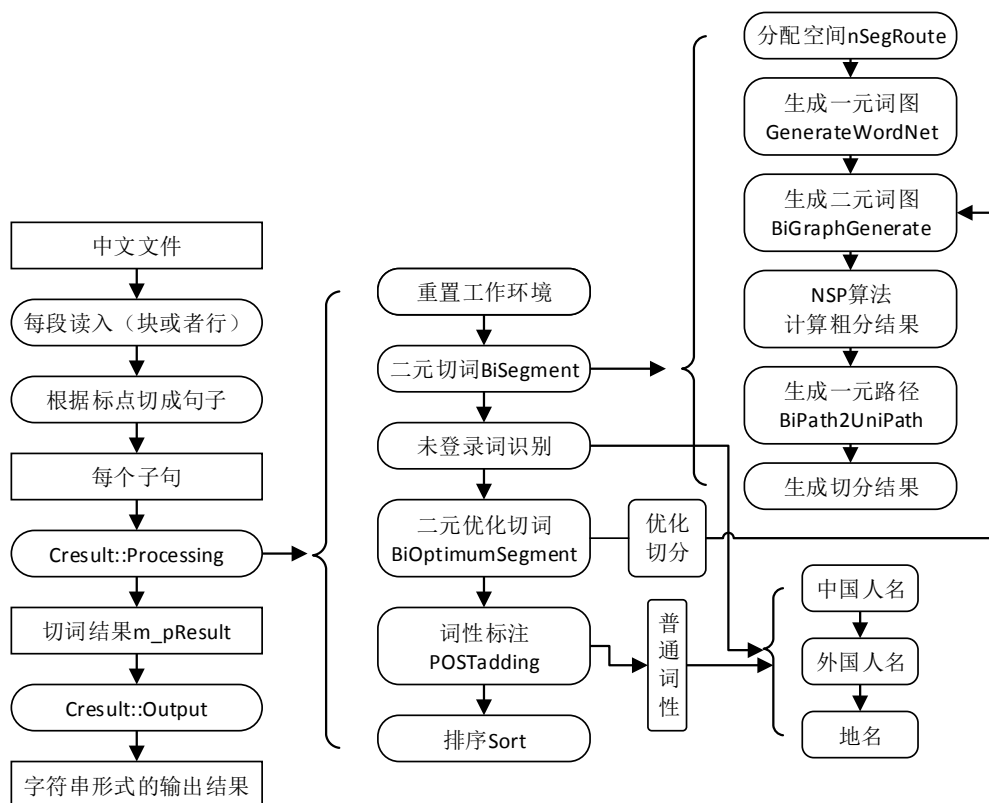 中文文件
每段读入（块或者行）
根据标点切成句子
每个子句
Cresult::Processing
切词结果m_pResult
Cresult::Output
字符串形式的输出结果
重置工作环境
二元切词BiSegment
未登录词识别
二元优化切词
BiOptimumSegment
词性标注
POSTadding
排序Sort
优化
切分
普
通
词
性
分配空间nSegRoute
生成一元词图
GenerateWordNet
生成二元词图
BiGraphGenerate
NSP算法
计算粗分结果
生成一元路径
BiPath2UniPath
生成切分结果
中国人名
外国人名
地名